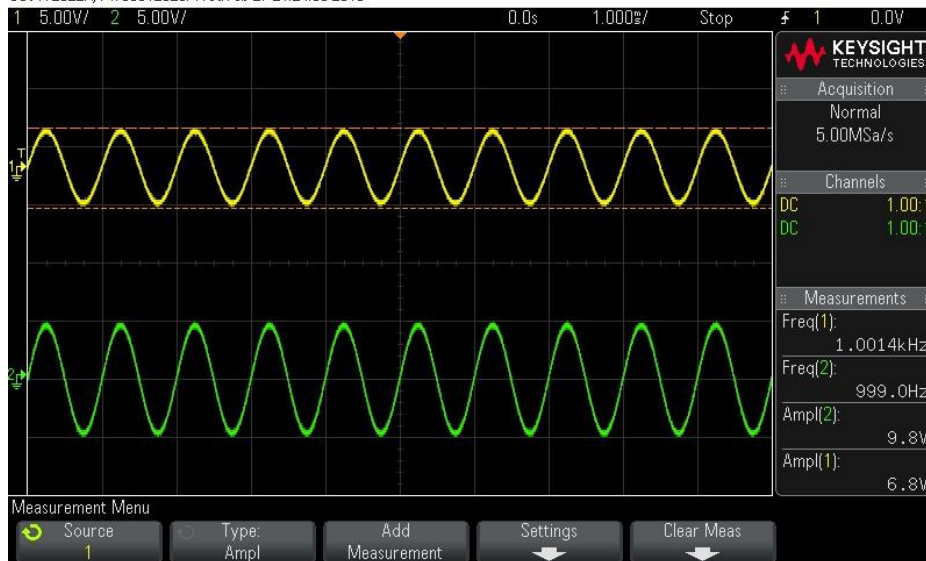 1 5.00V/ 2 5.00V/ 0.0s 1.000ms/ Stop 1 0.0V
KEYSIGHT
TECHNOLOGIES
Acquisition
Normal
5.00MSa/s
Channels
DC 1.00:
DC 1.00:
Measurements
Freq(1):
1.0014kHz
Freq(2):
999.0Hz
Ampl(2):
9.8V
Ampl(1):
6.8V
T
1
2
Measurement Menu
Source
1
Type:
Ampl
Add
Measurement
Settings
Clear Meas